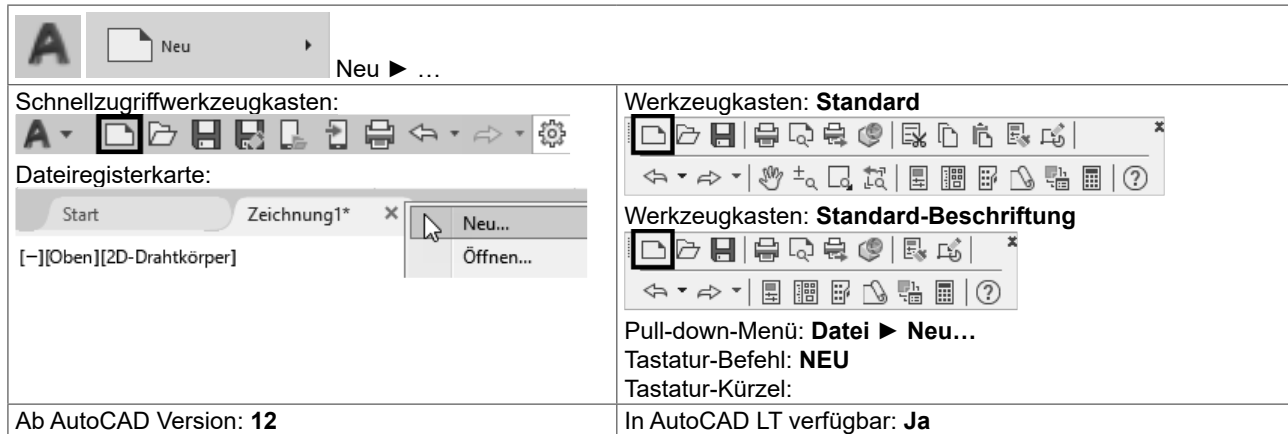 Neu
Neu ► …
Schnellzugriffwerkzeugkasten:
Dateiregisterkarte:
Start
Zeichnung1*
Neu...
[−][Oben][2D-Drahtkörper]
Öffnen...
Werkzeugkasten: Standard
Werkzeugkasten: Standard-Beschriftung
Pull-down-Menü: Datei ► Neu…
Tastatur-Befehl: NEU
Tastatur-Kürzel:
Ab AutoCAD Version: 12
In AutoCAD LT verfügbar: Ja